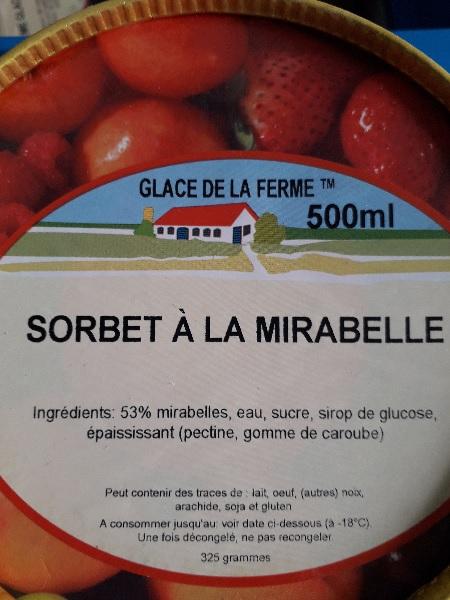 GLACE DE LA FERME ™
500ml
SORBET À LA MIRABELLE
Ingrédients: 53% mirabelles, eau, sucre, sirop de glucose,
épaississant (pectine, gomme de caroube)
Peut contenir des traces de : lait, oeuf, (autres) noix,
arachide, soja et gluten
A consommer jusqu'au: voir date ci-dessous (à -18°C).
Une fois décongelé, ne pas recongeler.
325 grammes